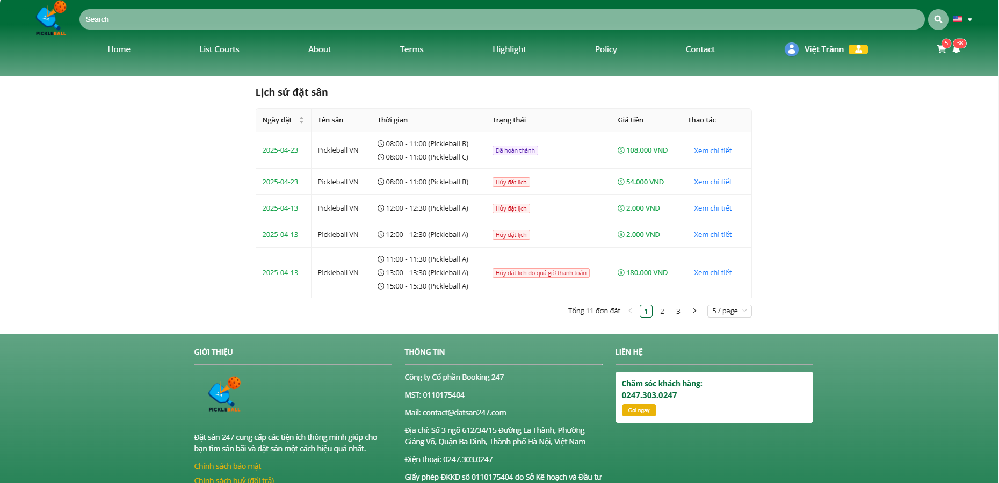 PICKLEBALL
Search
Home
List Courts
About
Terms
Highlight
Policy
Contact
Việt Trầnn
5
38
Lịch sử đặt sân
Ngày đặt
Tên sân
Thời gian
Trạng thái
Giá tiền
Thao tác
2025-04-23
Pickleball VN
08:00 - 11:00 (Pickleball B)
08:00 - 11:00 (Pickleball C)
Đã hoàn thành
108.000 VND
Xem chi tiết
2025-04-23
Pickleball VN
08:00 - 11:00 (Pickleball B)
Hủy đặt lịch
54.000 VND
Xem chi tiết
2025-04-13
Pickleball VN
12:00 - 12:30 (Pickleball A)
Hủy đặt lịch
2.000 VND
Xem chi tiết
2025-04-13
Pickleball VN
12:00 - 12:30 (Pickleball A)
Hủy đặt lịch
2.000 VND
Xem chi tiết
2025-04-13
Pickleball VN
11:00 - 11:30 (Pickleball A)
13:00 - 13:30 (Pickleball A)
15:00 - 15:30 (Pickleball A)
Hủy đặt lịch do quá giờ thanh toán
180.000 VND
Xem chi tiết
Tổng 11 đơn đặt < 1 2 3 > 5 / page
GIỚI THIỆU
PICKLEBALL
Đặt sân 247 cung cấp các tiện ích thông minh giúp cho
bạn tìm sân bãi và đặt sân một cách hiệu quả nhất.
Chính sách bảo mật
Chính sách huỷ (đổi trả)
THÔNG TIN
Công ty Cổ phần Booking 247
MST: 0110175404
Mail: contact@datsan247.com
Địa chỉ: Số 3 ngõ 612/34/15 Đường La Thành, Phường
Giảng Võ, Quận Ba Đình, Thành phố Hà Nội, Việt Nam
Điện thoại: 0247.303.0247
Giấy phép ĐKKD số 0110175404 do Sở Kế hoạch và Đầu tư
LIÊN HỆ
Chăm sóc khách hàng:
0247.303.0247
Gọi ngay